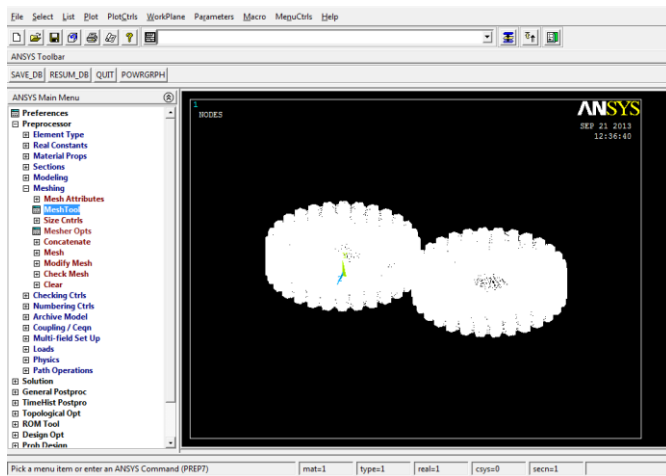 File Select List Plot PlotCtrls WorkPlane Parameters Macro MenuCtrls Help
ANSYS Toolbar
SAVE_DB RESUM_DB QUIT POWRGRPH
ANSYS Main Menu
Preferences
Preprocessor
Element Type
Real Constants
Material Props
Sections
Modeling
Meshing
Mesh Attributes
MeshTool
Size Cntrls
Mesher Opts
Concatenate
Mesh
Modify Mesh
Check Mesh
Clear
Checking Ctrls
Numbering Ctrls
Archive Model
Coupling / Ceqn
Multi-field Set Up
Loads
Physics
Path Operations
Solution
General Postproc
TimeHist Postpro
Topological Opt
ROM Tool
Design Opt
Prob Design
1
NODES
ANSYS
SEP 21 2013
12:36:40
Pick a menu item or enter an ANSYS Command (PREP7) mat=1 type=1 real=1 csys=0 secn=1